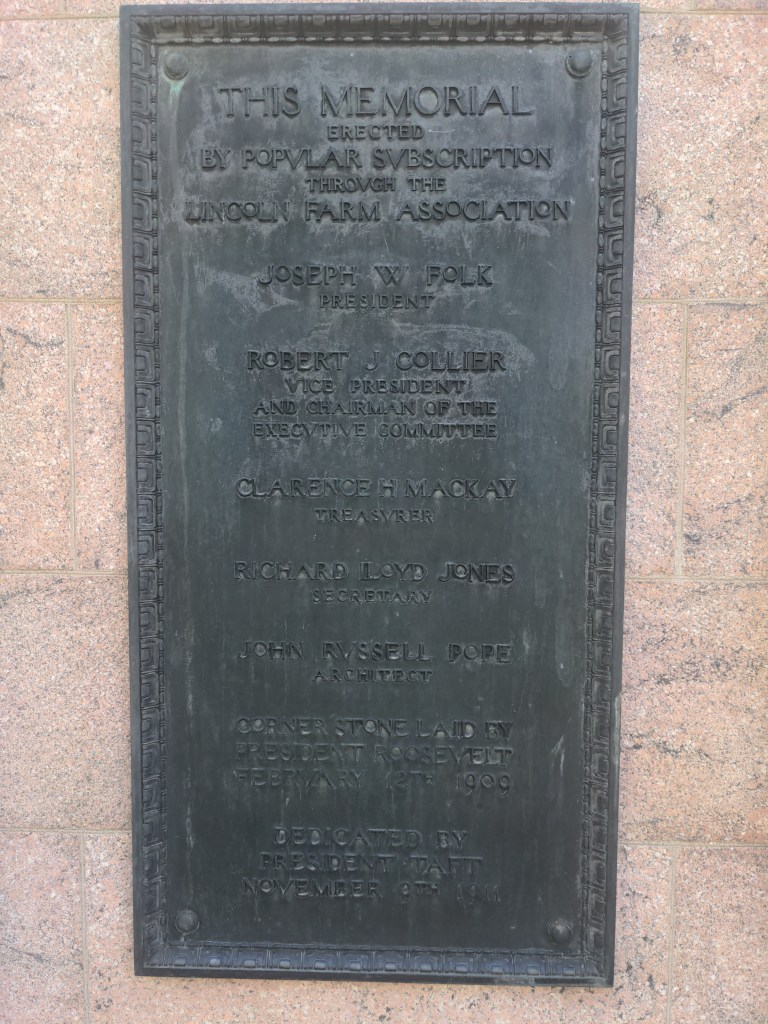 THIS MEMORIAL
ERECTED
BY POPVLAR SVBSCRIPTION
THROVGH THE
LINCOLN FARM ASSOCIATION
JOSEPH W FOLK
PRESIDENT
ROBERT J COLLIER
VICE PRESIDENT
AND CHAIRMAN OF THE
EXECVTIVE COMMITTEE
CLARENCE H MACKAY
TREASVRER
RICHARD LLOYD JONES
SECRETARY
JOHN RVSSELL POPE
ARCHITECT
CORNER STONE LAID BY
PRESIDENT ROOSEVELT
FEBRVARY 12TH 1909
DEDICATED BY
PRESIDENT TAFT
NOVEMBER 9TH 1911